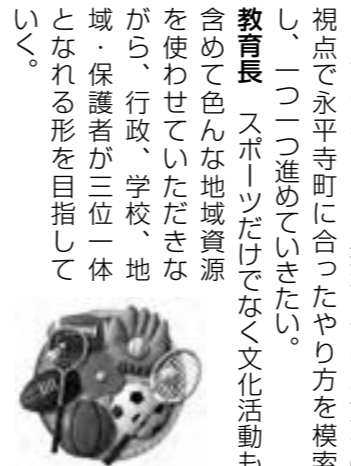 視点で永平寺町に合ったやり方を模索
し、一つ一つ進めていきたい。
教育長　スポーツだけでなく文化活動も
含めて色んな地域資源
を使わせていただきな
がら、行政、学校、地
域・保護者が三位一体
となれる形を目指して
いく。